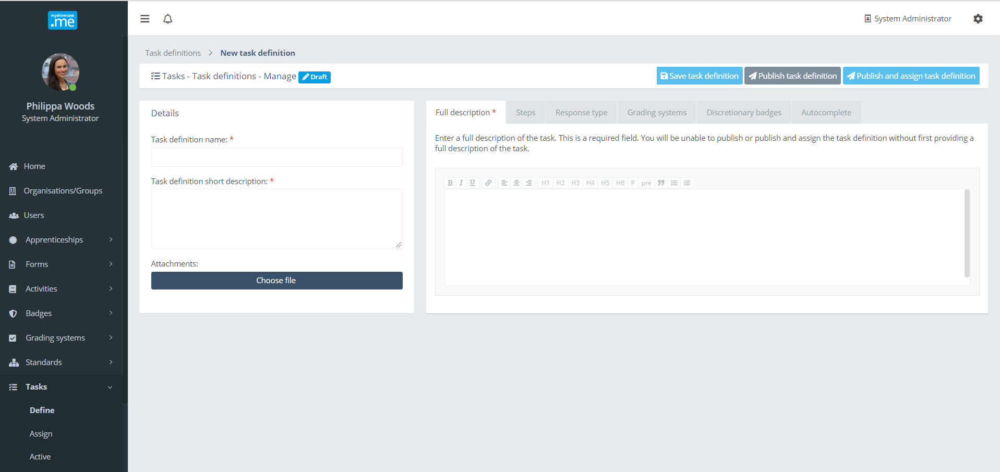 myshowcase
.me
System Administrator
Philippa Woods
System Administrator
Home
Organisations/Groups
Users
Apprenticeships
Forms
Activities
Badges
Grading systems
Standards
Tasks
Define
Assign
Active
Task definitions > New task definition
Tasks - Task definitions - Manage Draft
Save task definition Publish task definition Publish and assign task definition
Details
Task definition name: *
Task definition short description: *
Attachments:
Choose file
Full description * Steps Response type Grading systems Discretionary badges Autocomplete
Enter a full description of the task. This is a required field. You will be unable to publish or publish and assign the task definition without first providing a
full description of the task.
B I U H1 H2 H3 H4 H5 H6 P pre